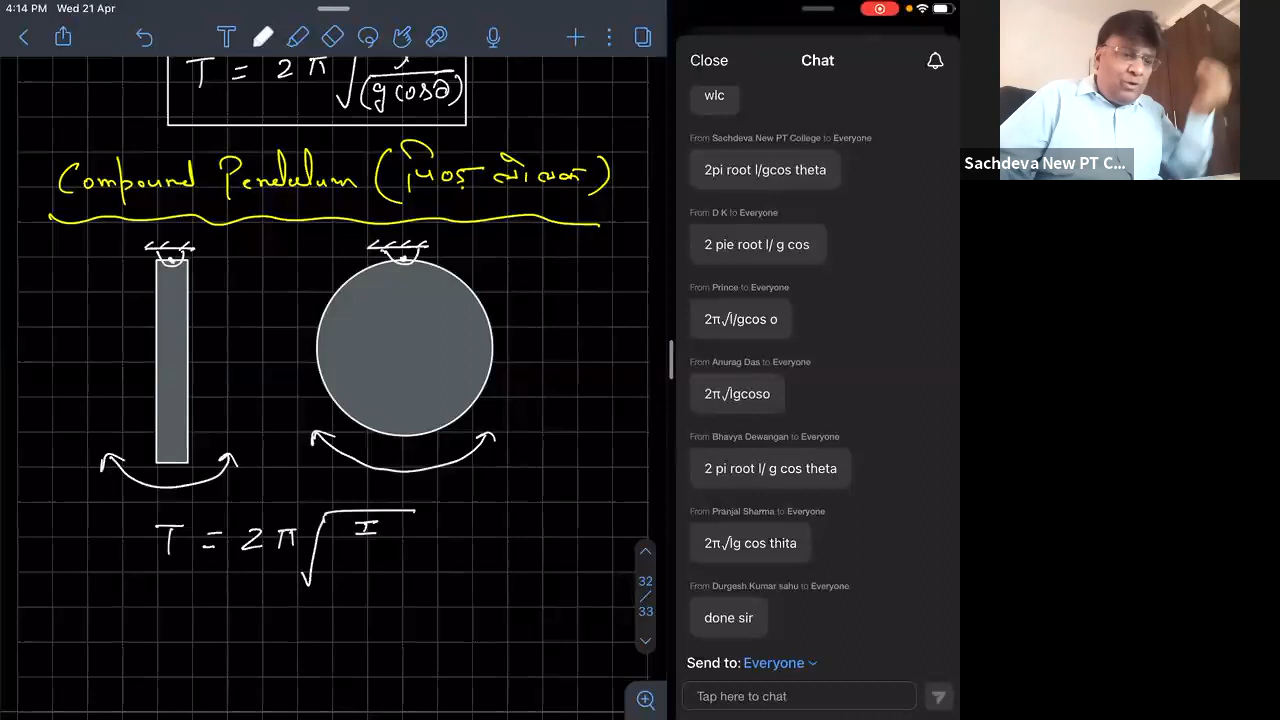 4:14 PM Wed 21 Apr
T = 2 π √ l / (g cosθ)
Compound Pendulum (पिण्ड लोलक)
T = 2 π √ I
32
33
Close
Chat
wlc
From Sachdeva New PT College to Everyone
2pi root l/gcos theta
From D K to Everyone
2 pie root l/ g cos
From Prince to Everyone
2π√l/gcos o
From Anurag Das to Everyone
2π√lgcoso
From Bhavya Dewangan to Everyone
2 pi root l/ g cos theta
From Pranjal Sharma to Everyone
2π√lg cos thita
From Durgesh Kumar sahu to Everyone
done sir
Send to: Everyone
Tap here to chat
Sachdeva New PT C...